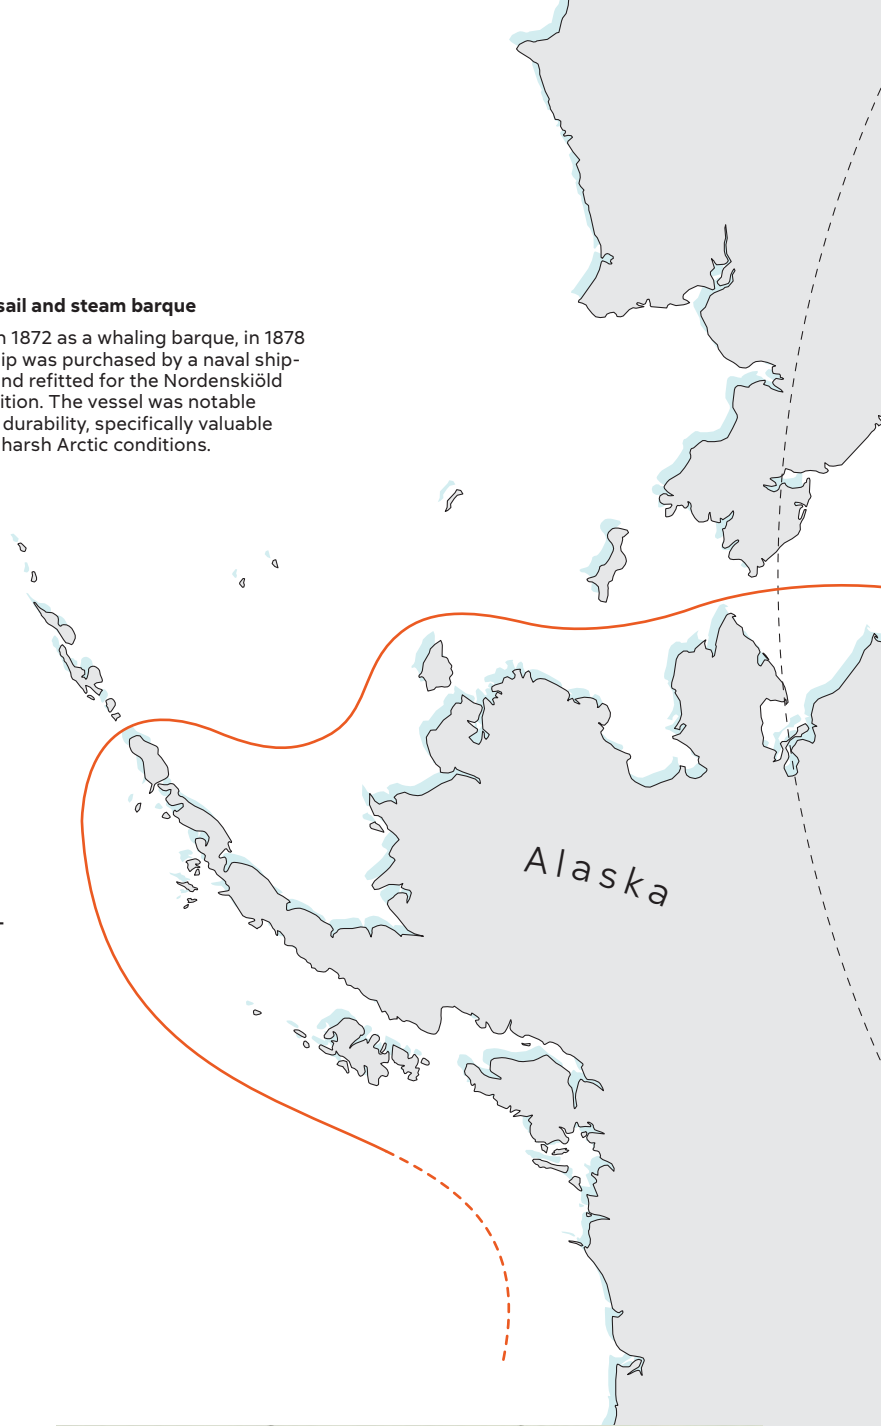 sail and steam barque
n 1872 as a whaling barque, in 1878
ip was purchased by a naval ship-
nd refitted for the Nordenskiöld
ition. The vessel was notable
durability, specifically valuable
harsh Arctic conditions.
Alaska